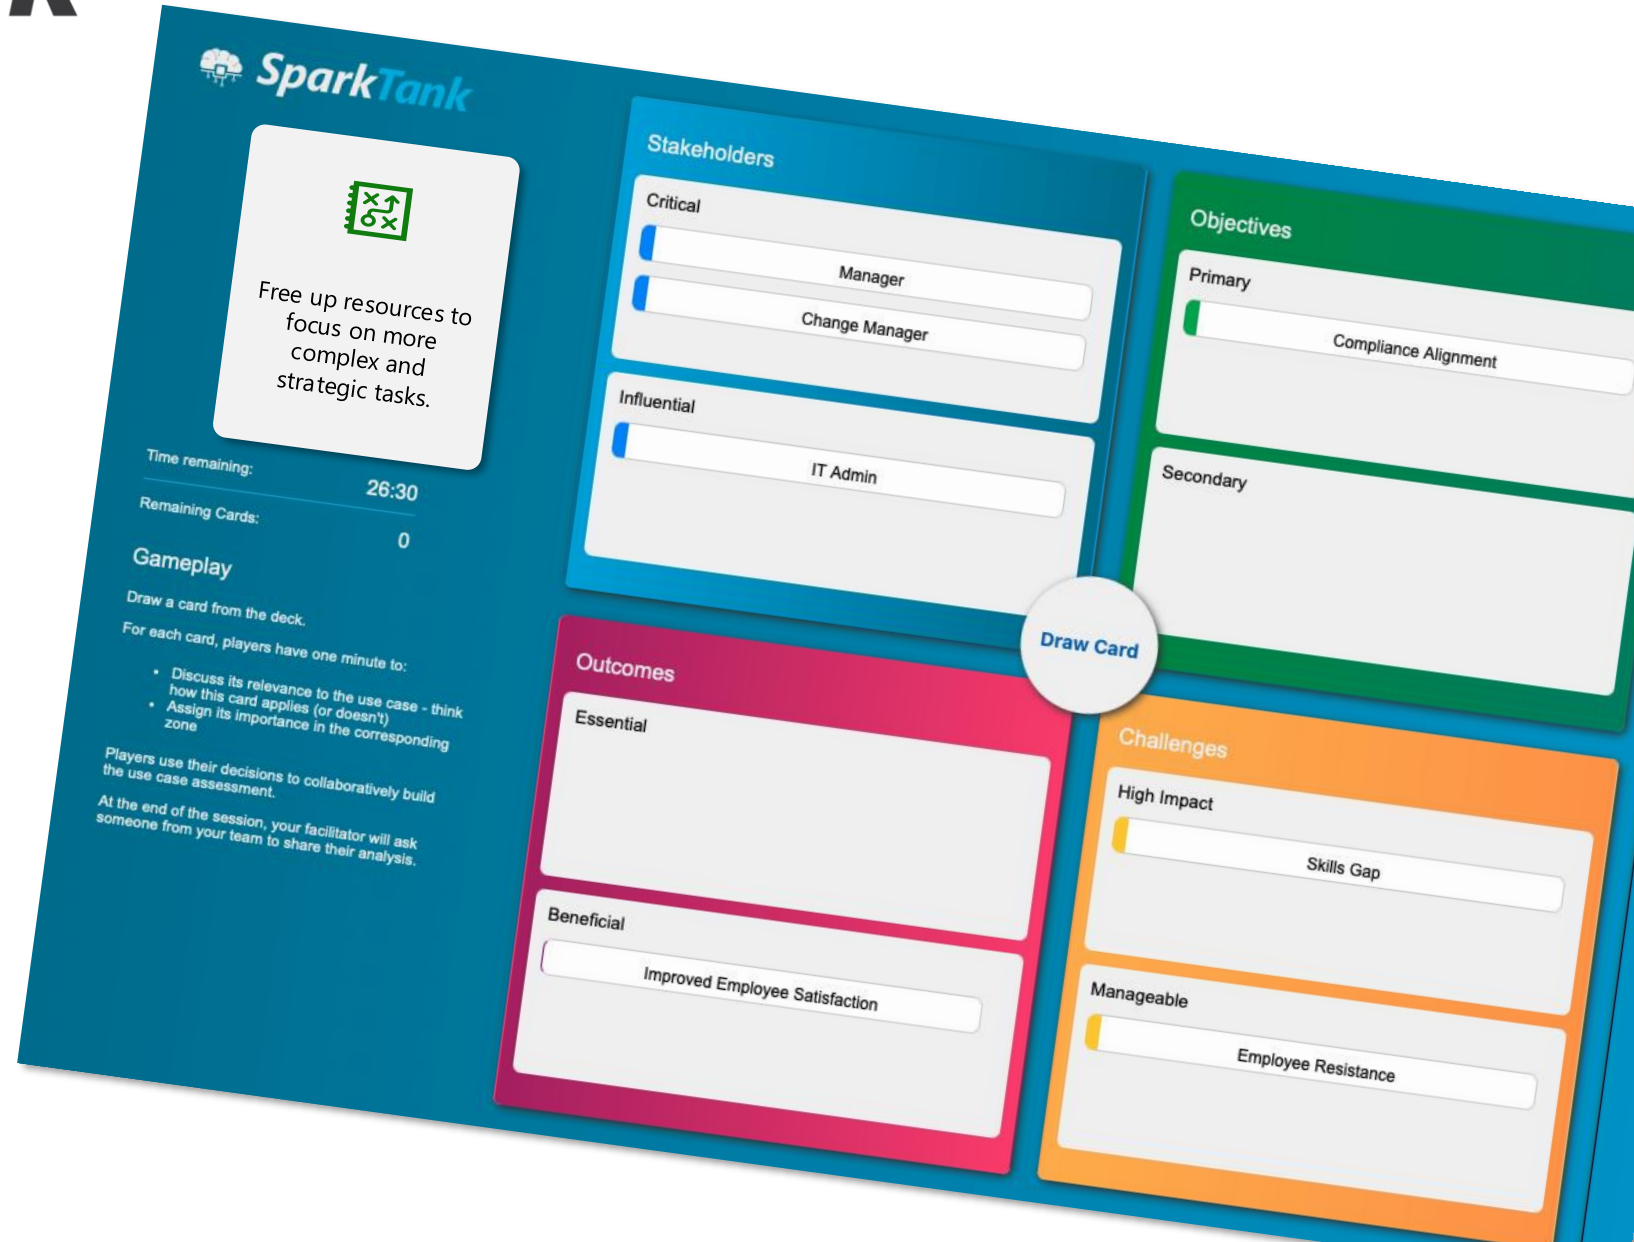 SparkTank
Free up resources to
focus on more
complex and
strategic tasks.
Time remaining:
26:30
Remaining Cards:
0
Gameplay
Draw a card from the deck.
For each card, players have one minute to:
• Discuss its relevance to the use case - think
how this card applies (or doesn't)
• Assign its importance in the corresponding
zone
Players use their decisions to collaboratively build
the use case assessment.
At the end of the session, your facilitator will ask
someone from your team to share their analysis.
Stakeholders
Critical
Manager
Change Manager
Influential
IT Admin
Objectives
Primary
Compliance Alignment
Secondary
Draw Card
Outcomes
Essential
Beneficial
Improved Employee Satisfaction
Challenges
High Impact
Skills Gap
Manageable
Employee Resistance